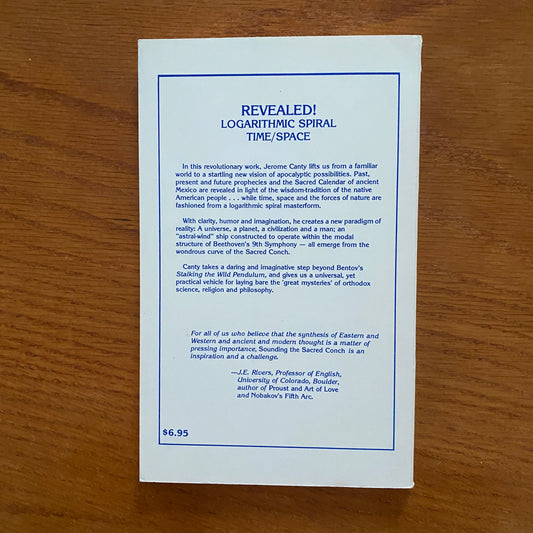 REVEALED!
LOGARITHMIC SPIRAL
TIME/SPACE
In this revolutionary work, Jerome Canty lifts us from a familiar
world to a startling new vision of apocalyptic possibilities. Past,
present and future prophecies and the Sacred Calendar of ancient
Mexico are revealed in light of the wisdom-tradition of the native
American people . . . while time, space and the forces of nature are
fashioned from a logarithmic spiral masterform.
With clarity, humor and imagination, he creates a new paradigm of
reality: A universe, a planet, a civilization and a man; an
"astral-wind" ship constructed to operate within the modal
structure of Beethoven's 9th Symphony — all emerge from the
wondrous curve of the Sacred Conch.
Canty takes a daring and imaginative step beyond Bentov's
Stalking the Wild Pendulum, and gives us a universal, yet
practical vehicle for laying bare the 'great mysteries' of orthodox
science, religion and philosophy.
For all of us who believe that the synthesis of Eastern and
Western and ancient and modern thought is a matter of
pressing importance, Sounding the Sacred Conch is an
inspiration and a challenge.
—J.E. Rivers, Professor of English,
University of Colorado, Boulder,
author of Proust and Art of Love
and Nobakov's Fifth Arc.
$6.95